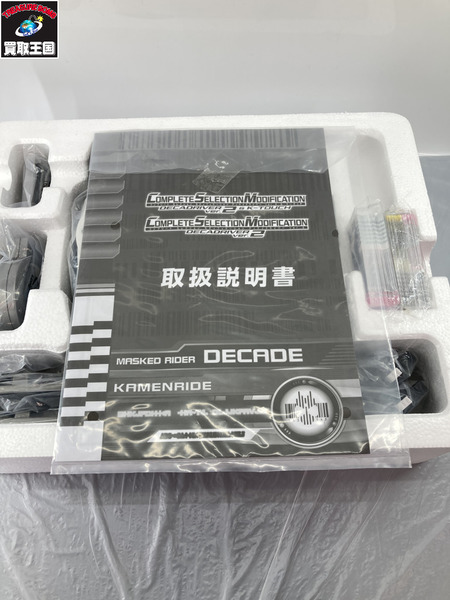 TREASURE
買取王国
COMPLETE SELECTION MODIFICATION
DECADRIVER ver.2 & K-TOUCH
COMPLETE SELECTION MODIFICATION
DECADRIVER ver.2
取扱説明書
MASKED RIDER DECADE
KAMENRIDE